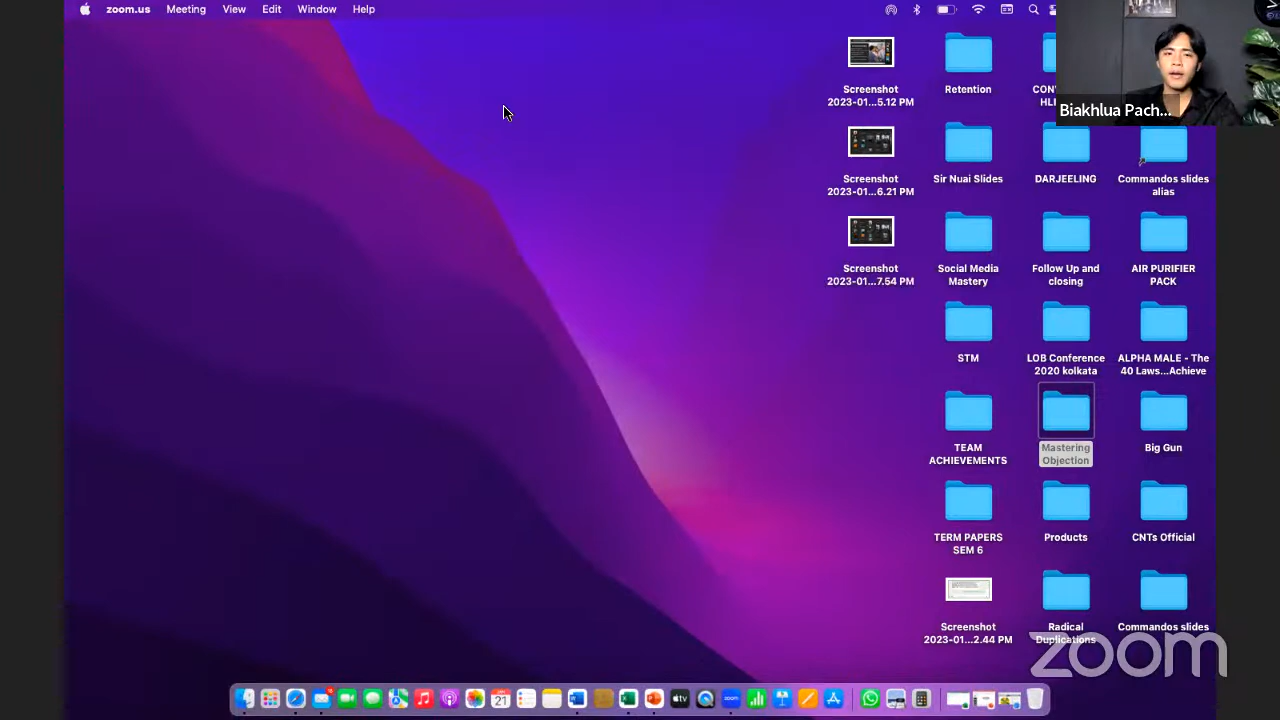 zoom.us Meeting View Edit Window Help
Screenshot
2023-01...5.12 PM
Retention
Biakhlua Pach...
Screenshot
2023-01...6.21 PM
Sir Nuai Slides
DARJEELING
Commandos slides
alias
Screenshot
2023-01...7.54 PM
Social Media
Mastery
Follow Up and
closing
AIR PURIFIER
PACK
STM
LOB Conference
2020 kolkata
ALPHA MALE - The
40 Laws...Achieve
TEAM
ACHIEVEMENTS
Mastering
Objection
Big Gun
TERM PAPERS
SEM 6
Products
CNTs Official
Screenshot
2023-01...2.44 PM
Radical
Duplications
Commandos slides
zoom